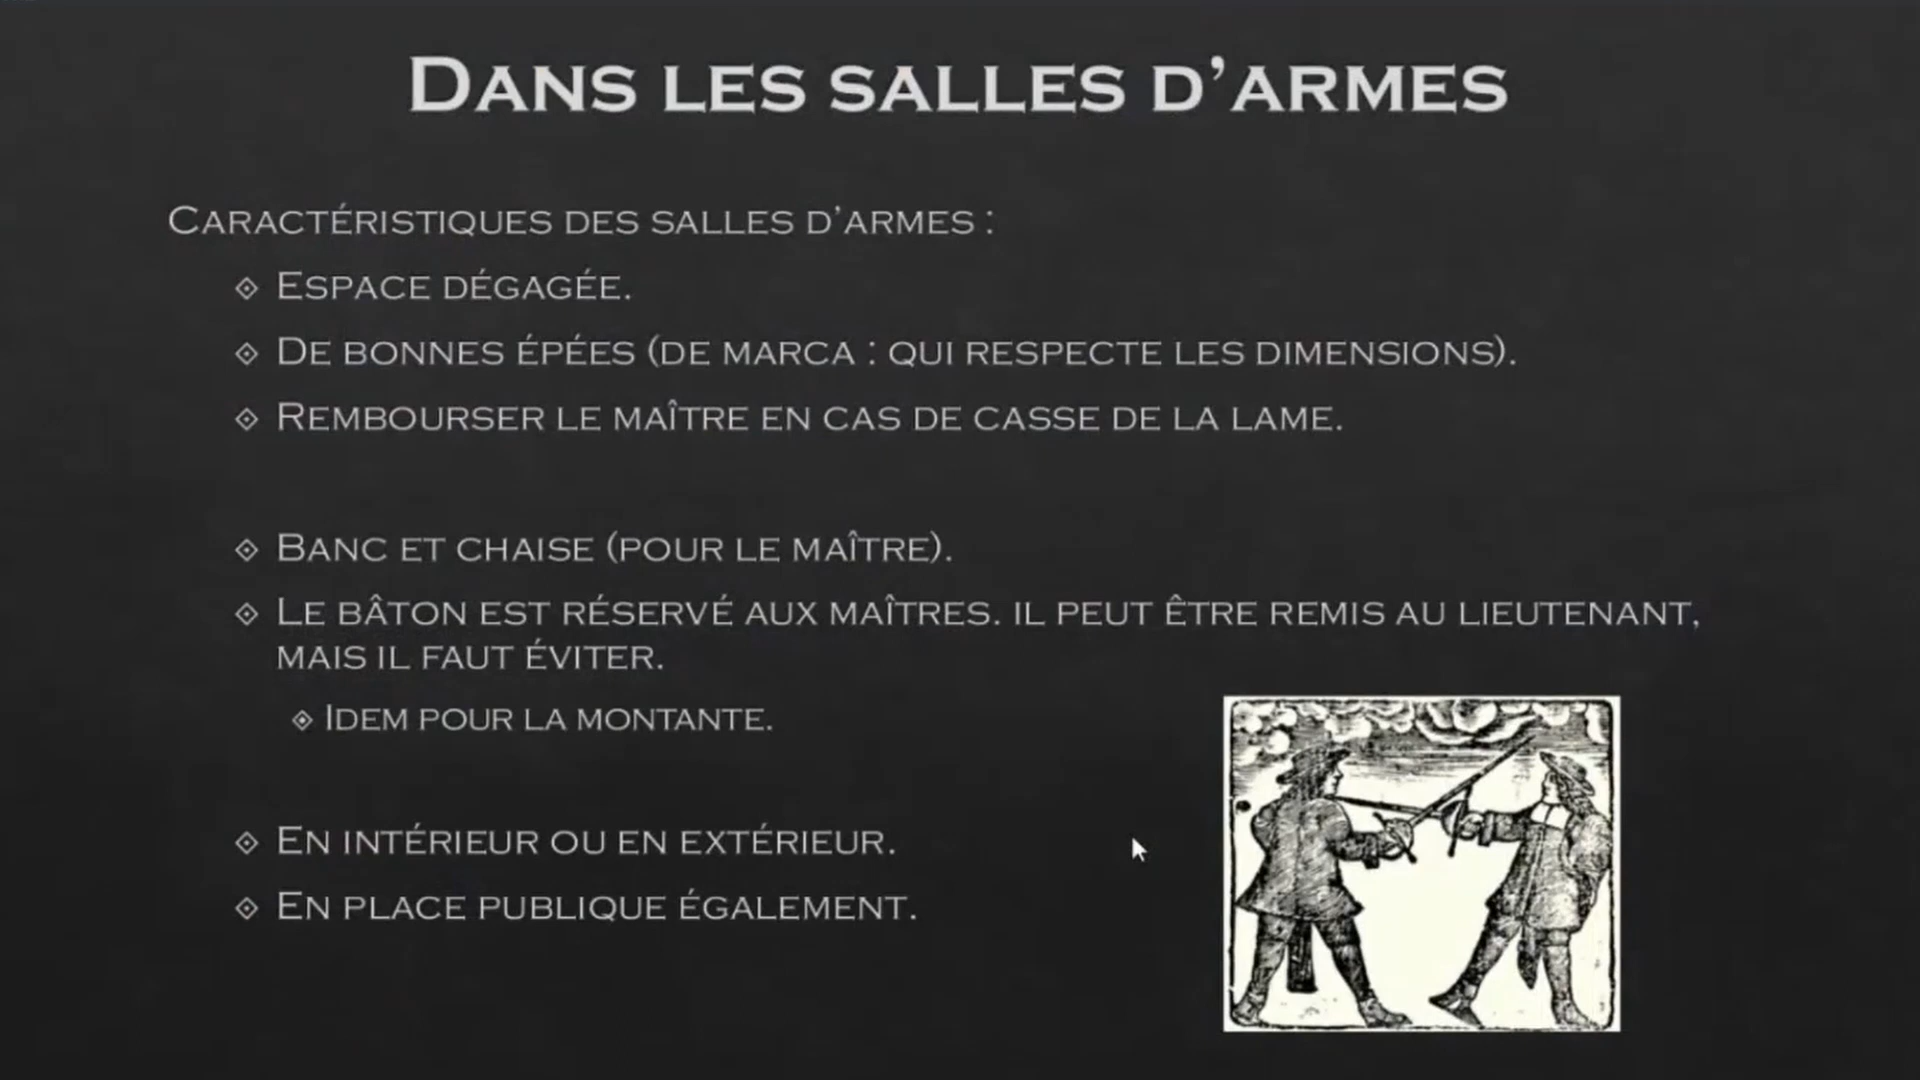 Dans les salles d'armes
Caractéristiques des salles d'armes :
Espace dégagée.
De bonnes épées (de marca : qui respecte les dimensions).
Rembourser le maître en cas de casse de la lame.
Banc et chaise (pour le maître).
Le bâton est réservé aux maîtres. il peut être remis au lieutenant,
mais il faut éviter.
Idem pour la montante.
En intérieur ou en extérieur.
En place publique également.